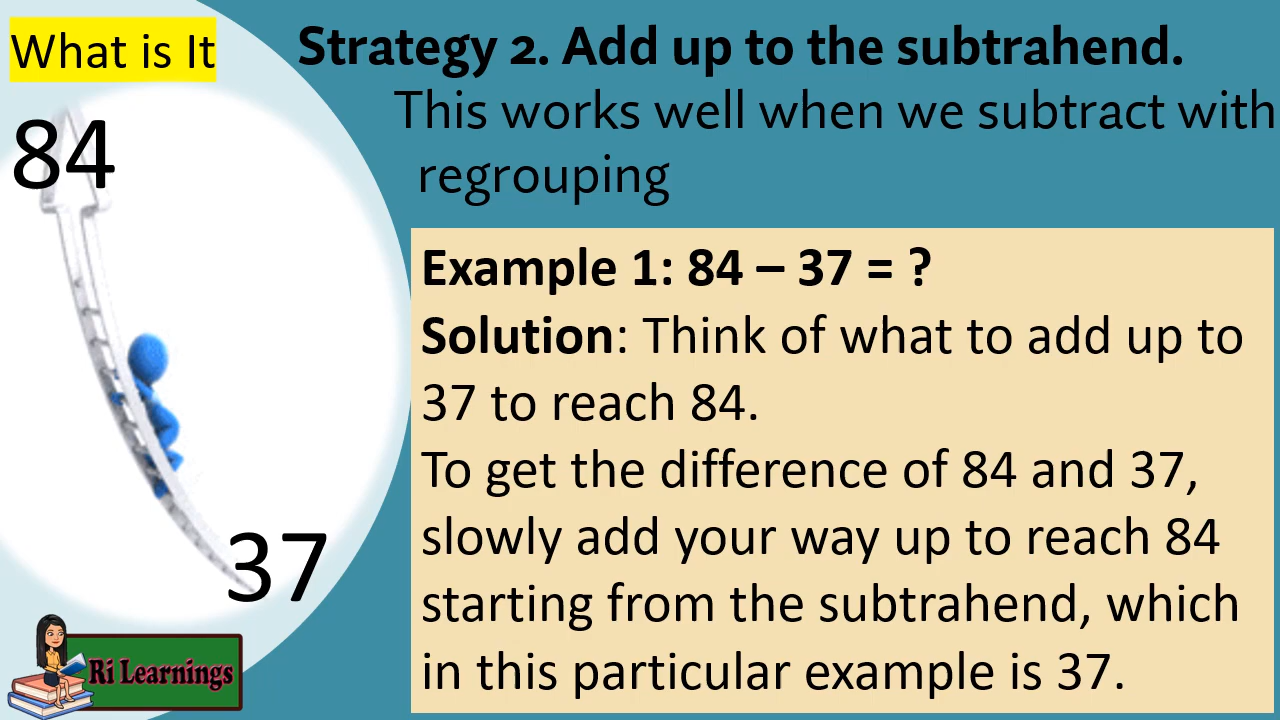 What is It
Strategy 2. Add up to the subtrahend.
This works well when we subtract with
regrouping
84
37
Example 1: 84 – 37 = ?
Solution: Think of what to add up to
37 to reach 84.
To get the difference of 84 and 37,
slowly add your way up to reach 84
starting from the subtrahend, which
in this particular example is 37.
Ri Learnings